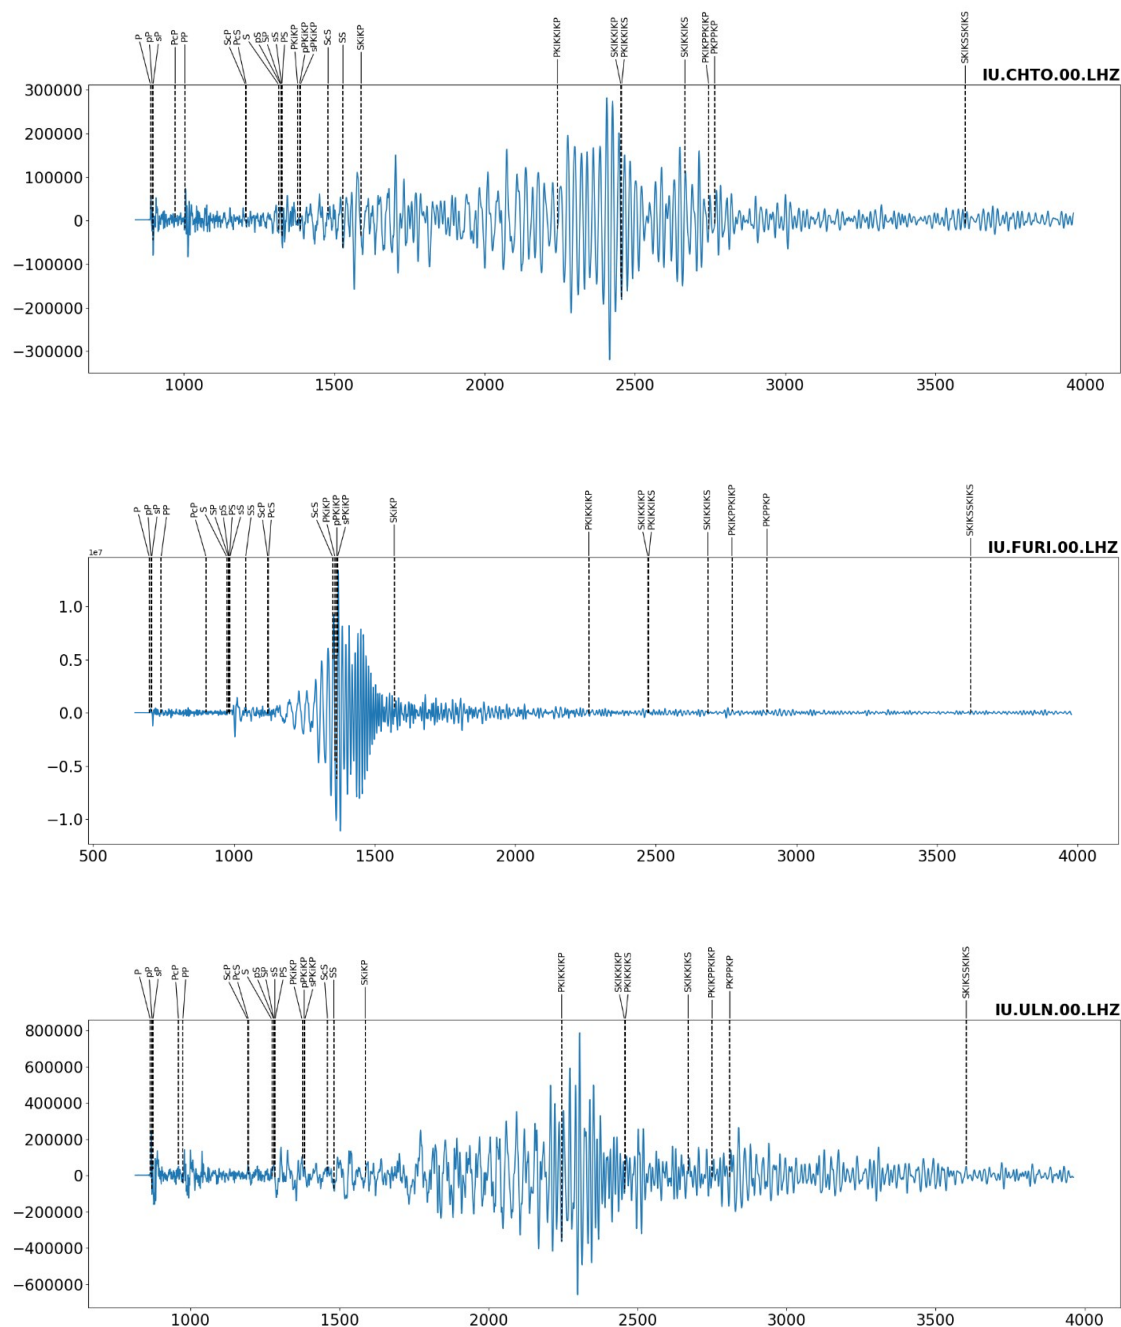 P pP sP PcP PP ScP PcS S pS SP sS PS PKiKP pPKiKP sPKiKP ScS SS SKiKP PKIKKIKP SKIKKIKP PKIKKIKS SKIKKIKS PKIKPPKIKP PKPPKP SKIKSSKIKS
IU.CHTO.00.LHZ
300000
200000
100000
0
−100000
−200000
−300000
1000 1500 2000 2500 3000 3500 4000
P pP sP PP PcP S SP pS PS sS SS ScP PcS ScS PKiKP pPKiKP sPKiKP SKiKP PKIKKIKP SKIKKIKP PKIKKIKS SKIKKIKS PKIKPPKIKP PKPPKP SKIKSSKIKS
1e7
IU.FURI.00.LHZ
1.0
0.5
0.0
−0.5
−1.0
500 1000 1500 2000 2500 3000 3500 4000
P pP sP PcP PP ScP PcS S pS SP sS PS PKiKP pPKiKP sPKiKP ScS SS SKiKP PKIKKIKP SKIKKIKP PKIKKIKS SKIKKIKS PKIKPPKIKP PKPPKP SKIKSSKIKS
IU.ULN.00.LHZ
800000
600000
400000
200000
0
−200000
−400000
−600000
1000 1500 2000 2500 3000 3500 4000